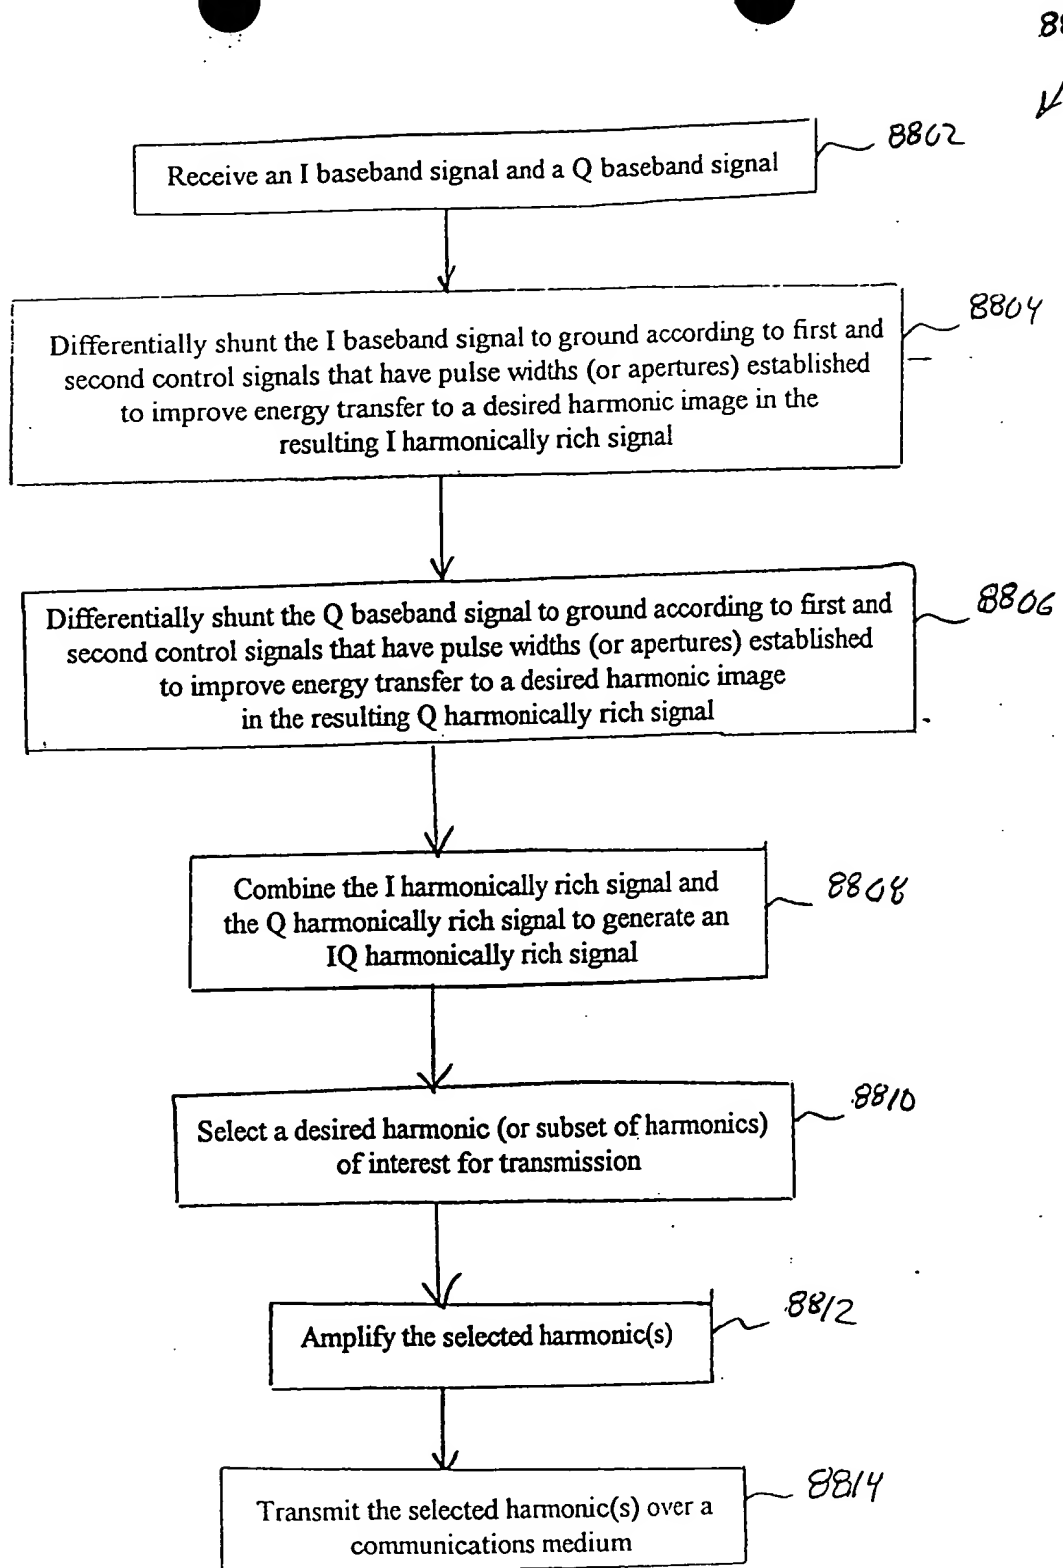 8802
Receive an I baseband signal and a Q baseband signal
8804
Differentially shunt the I baseband signal to ground according to first and
second control signals that have pulse widths (or apertures) established
to improve energy transfer to a desired harmonic image in the
resulting I harmonically rich signal
8806
Differentially shunt the Q baseband signal to ground according to first and
second control signals that have pulse widths (or apertures) established
to improve energy transfer to a desired harmonic image
in the resulting Q harmonically rich signal
8808
Combine the I harmonically rich signal and
the Q harmonically rich signal to generate an
IQ harmonically rich signal
8810
Select a desired harmonic (or subset of harmonics)
of interest for transmission
8812
Amplify the selected harmonic(s)
8814
Transmit the selected harmonic(s) over a
communications medium